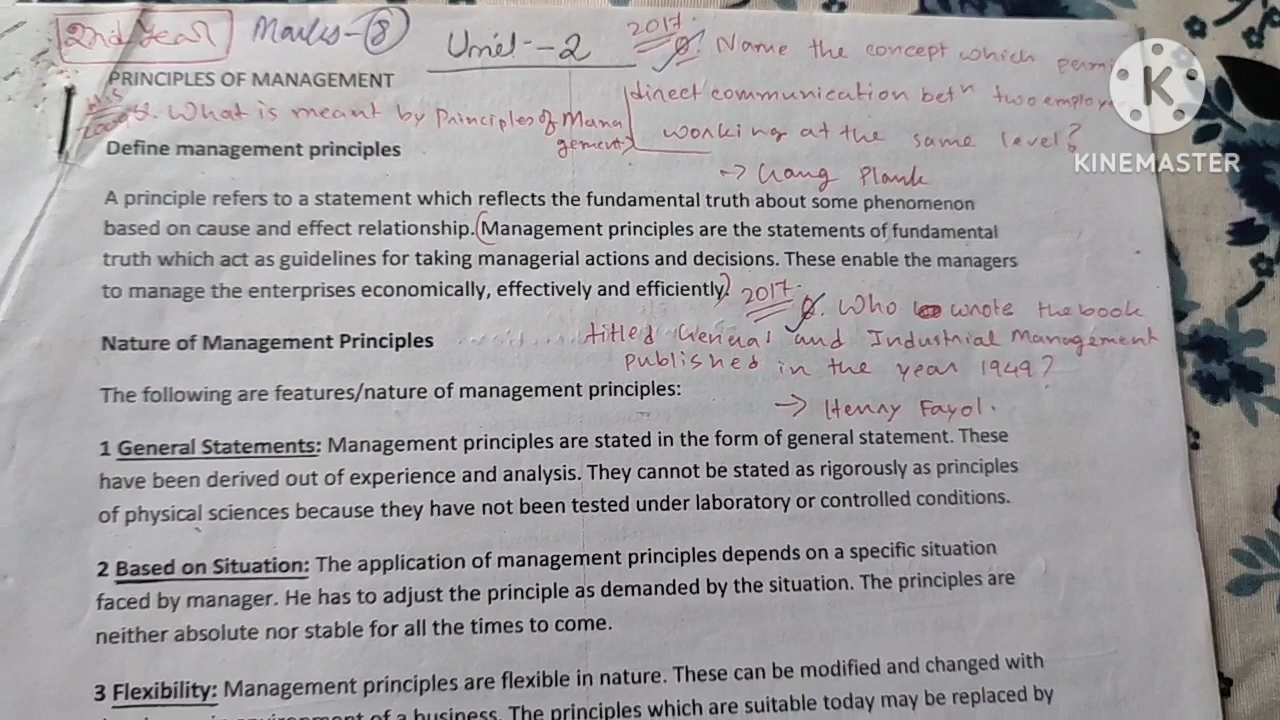 2nd year Marks-8 Unit--2
2017 Q. Name the concept which
PRINCIPLES OF MANAGEMENT
direct communication betn two
Q. What is meant by Principles of Mana
gement
working at the same level?
K
KINEMASTER
Define management principles
→ Gang Plank
A principle refers to a statement which reflects the fundamental truth about some phenomenon
based on cause and effect relationship. (Management principles are the statements of fundamental
truth which act as guidelines for taking managerial actions and decisions. These enable the managers
to manage the enterprises economically, effectively and efficiently.)
2017 Q. Who wrote the book
titled General and Industrial Management
Nature of Management Principles
published in the year 1949?
The following are features/nature of management principles:
→ Henry Fayol.
1 General Statements: Management principles are stated in the form of general statement. These
have been derived out of experience and analysis. They cannot be stated as rigorously as principles
of physical sciences because they have not been tested under laboratory or controlled conditions.
2 Based on Situation: The application of management principles depends on a specific situation
faced by manager. He has to adjust the principle as demanded by the situation. The principles are
neither absolute nor stable for all the times to come.
3 Flexibility: Management principles are flexible in nature. These can be modified and changed with
of a business. The principles which are suitable today may be replaced by